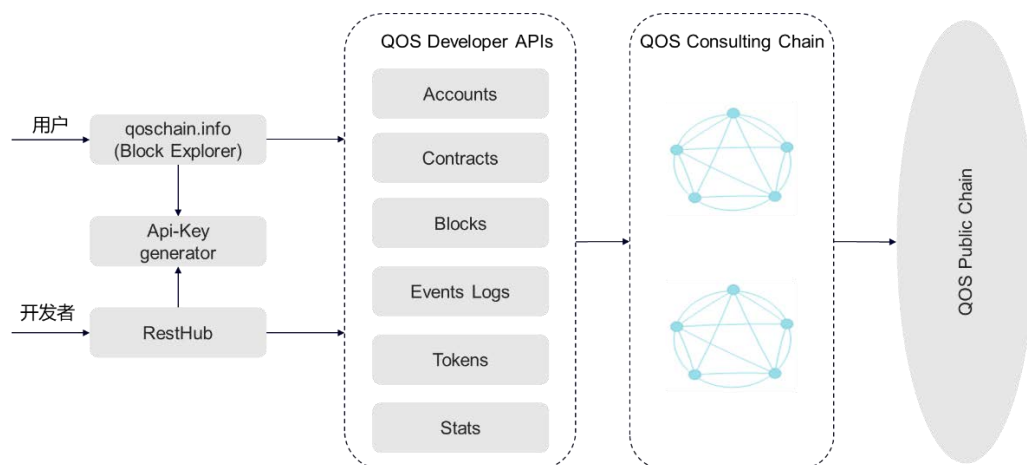 用户
qoschain.info
(Block Explorer)
Api-Key
generator
开发者
RestHub
QOS Developer APIs
Accounts
Contracts
Blocks
Events Logs
Tokens
Stats
QOS Consulting Chain
QOS Public Chain